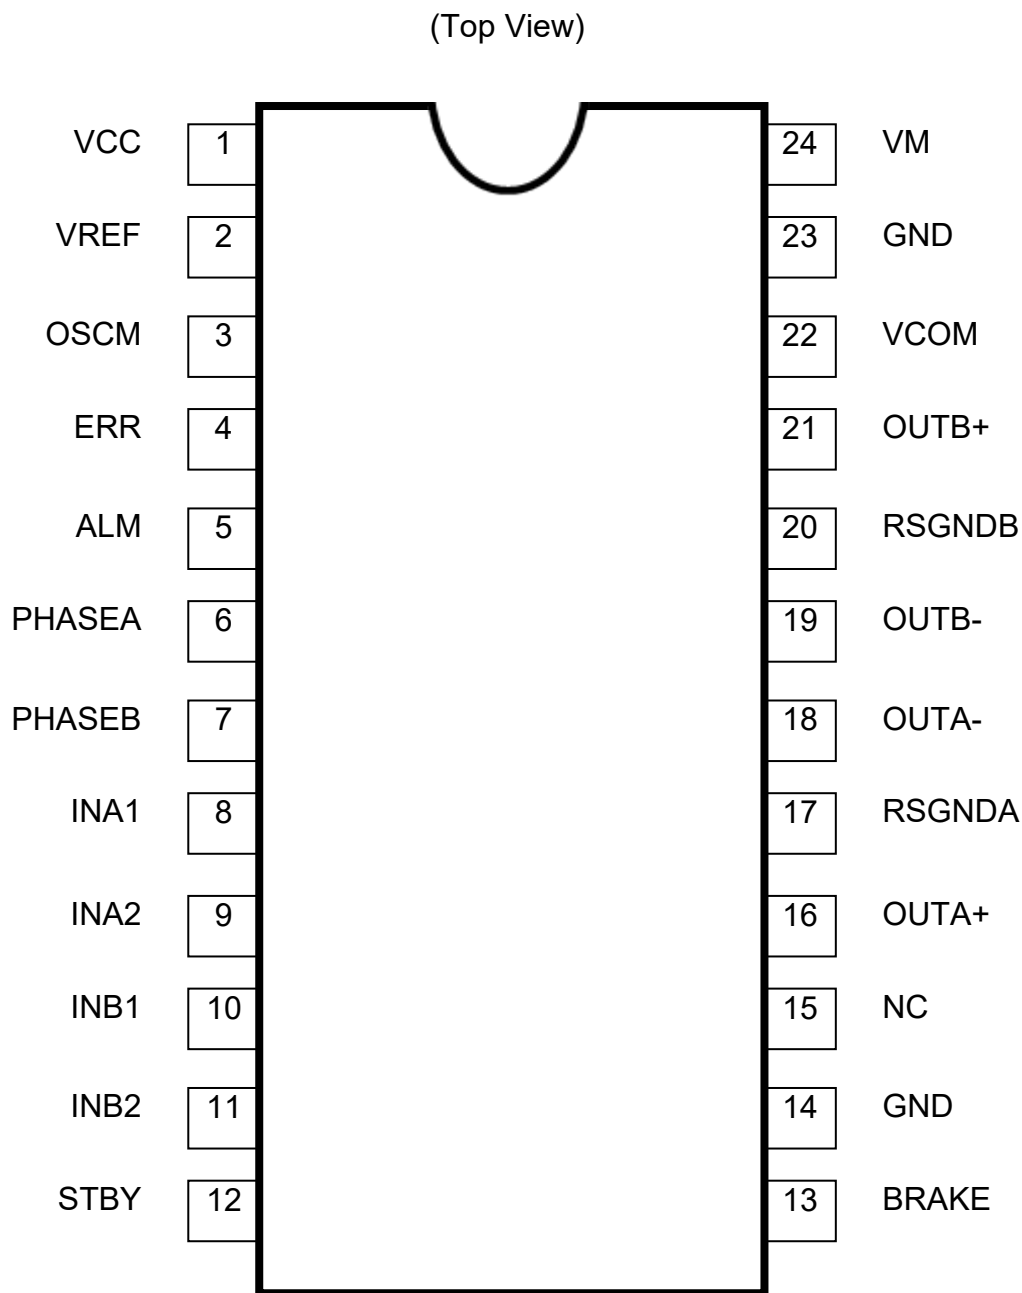 (Top View)
VCC 1 24 VM
VREF 2 23 GND
OSCM 3 22 VCOM
ERR 4 21 OUTB+
ALM 5 20 RSGNDB
PHASEA 6 19 OUTB-
PHASEB 7 18 OUTA-
INA1 8 17 RSGNDA
INA2 9 16 OUTA+
INB1 10 15 NC
INB2 11 14 GND
STBY 12 13 BRAKE